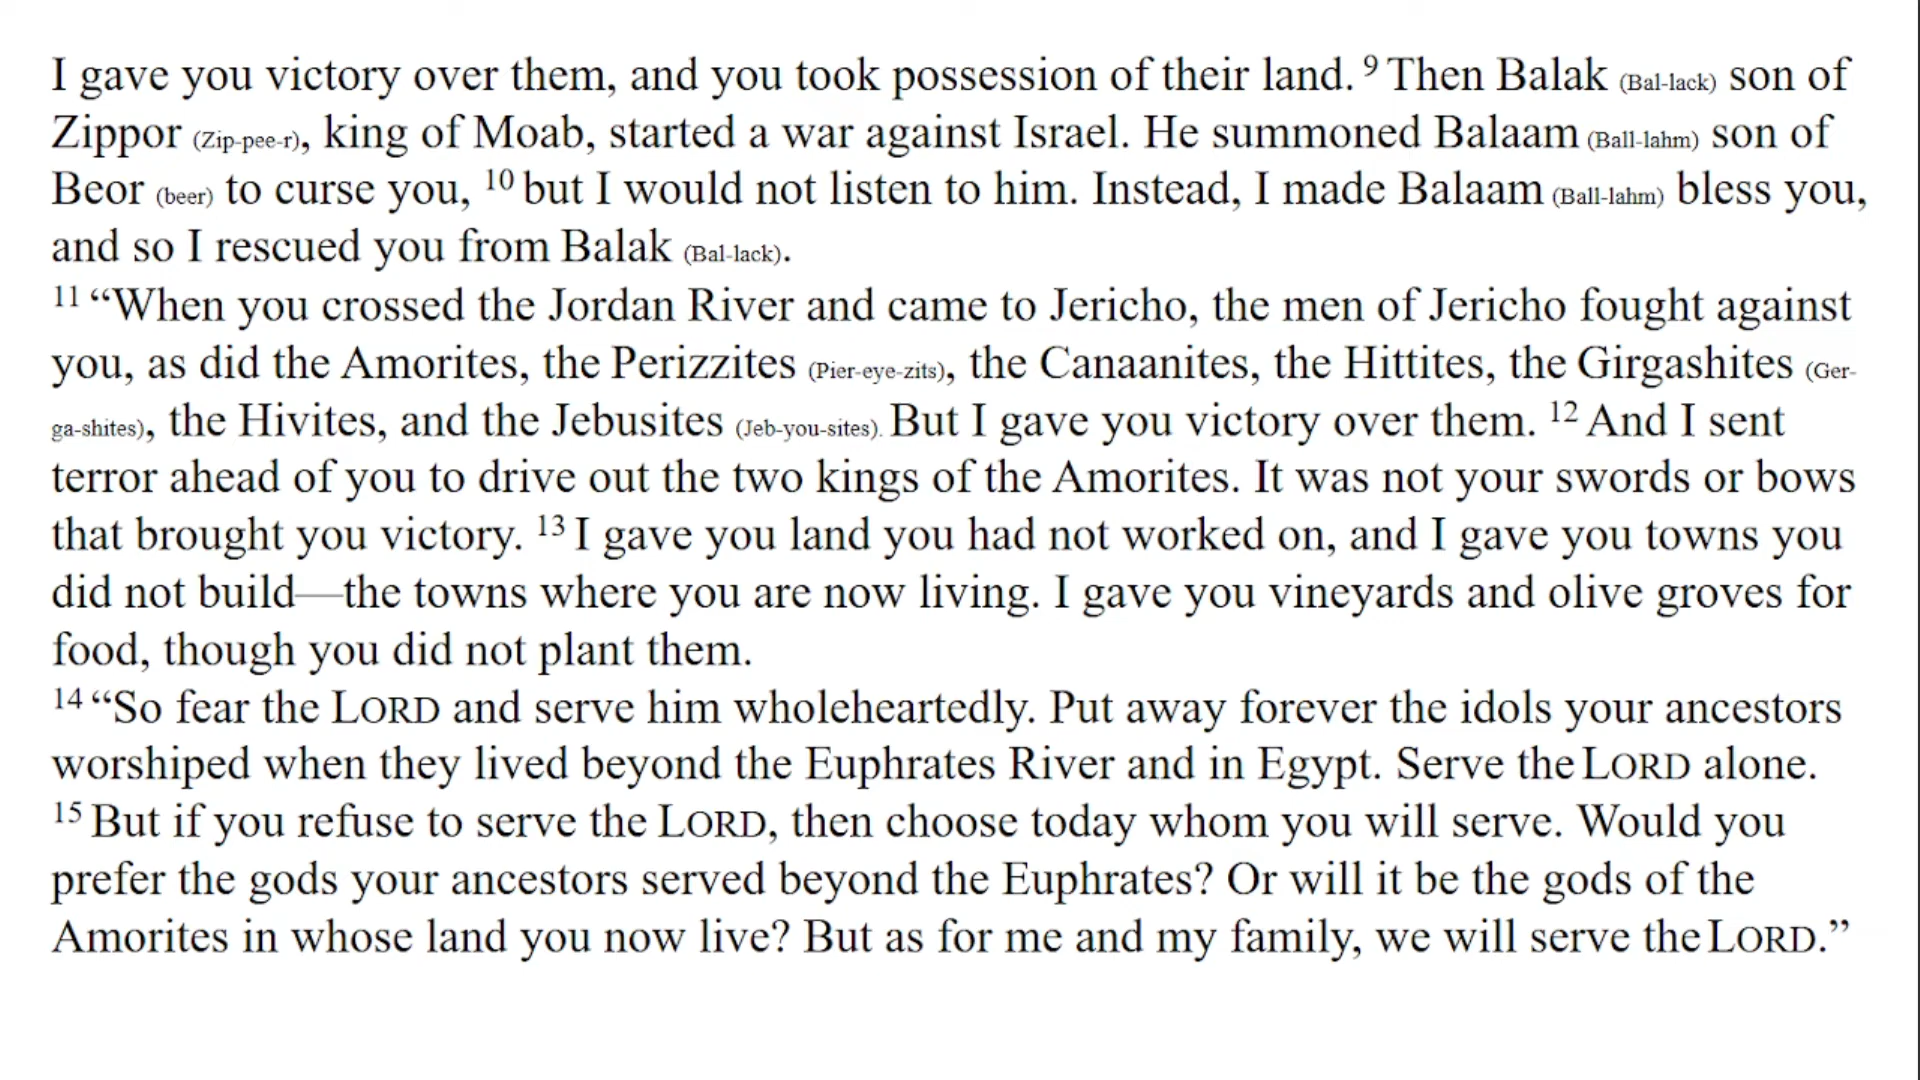 I gave you victory over them, and you took possession of their land. 9 Then Balak (Bal-lack) son of
Zippor (Zip-pee-r), king of Moab, started a war against Israel. He summoned Balaam (Ball-lahm) son of
Beor (beer) to curse you, 10 but I would not listen to him. Instead, I made Balaam (Ball-lahm) bless you,
and so I rescued you from Balak (Bal-lack).
11 “When you crossed the Jordan River and came to Jericho, the men of Jericho fought against
you, as did the Amorites, the Perizzites (Pier-eye-zits), the Canaanites, the Hittites, the Girgashites (Ger-
ga-shites), the Hivites, and the Jebusites (Jeb-you-sites). But I gave you victory over them. 12 And I sent
terror ahead of you to drive out the two kings of the Amorites. It was not your swords or bows
that brought you victory. 13 I gave you land you had not worked on, and I gave you towns you
did not build—the towns where you are now living. I gave you vineyards and olive groves for
food, though you did not plant them.
14 “So fear the LORD and serve him wholeheartedly. Put away forever the idols your ancestors
worshiped when they lived beyond the Euphrates River and in Egypt. Serve the LORD alone.
15 But if you refuse to serve the LORD, then choose today whom you will serve. Would you
prefer the gods your ancestors served beyond the Euphrates? Or will it be the gods of the
Amorites in whose land you now live? But as for me and my family, we will serve the LORD.”